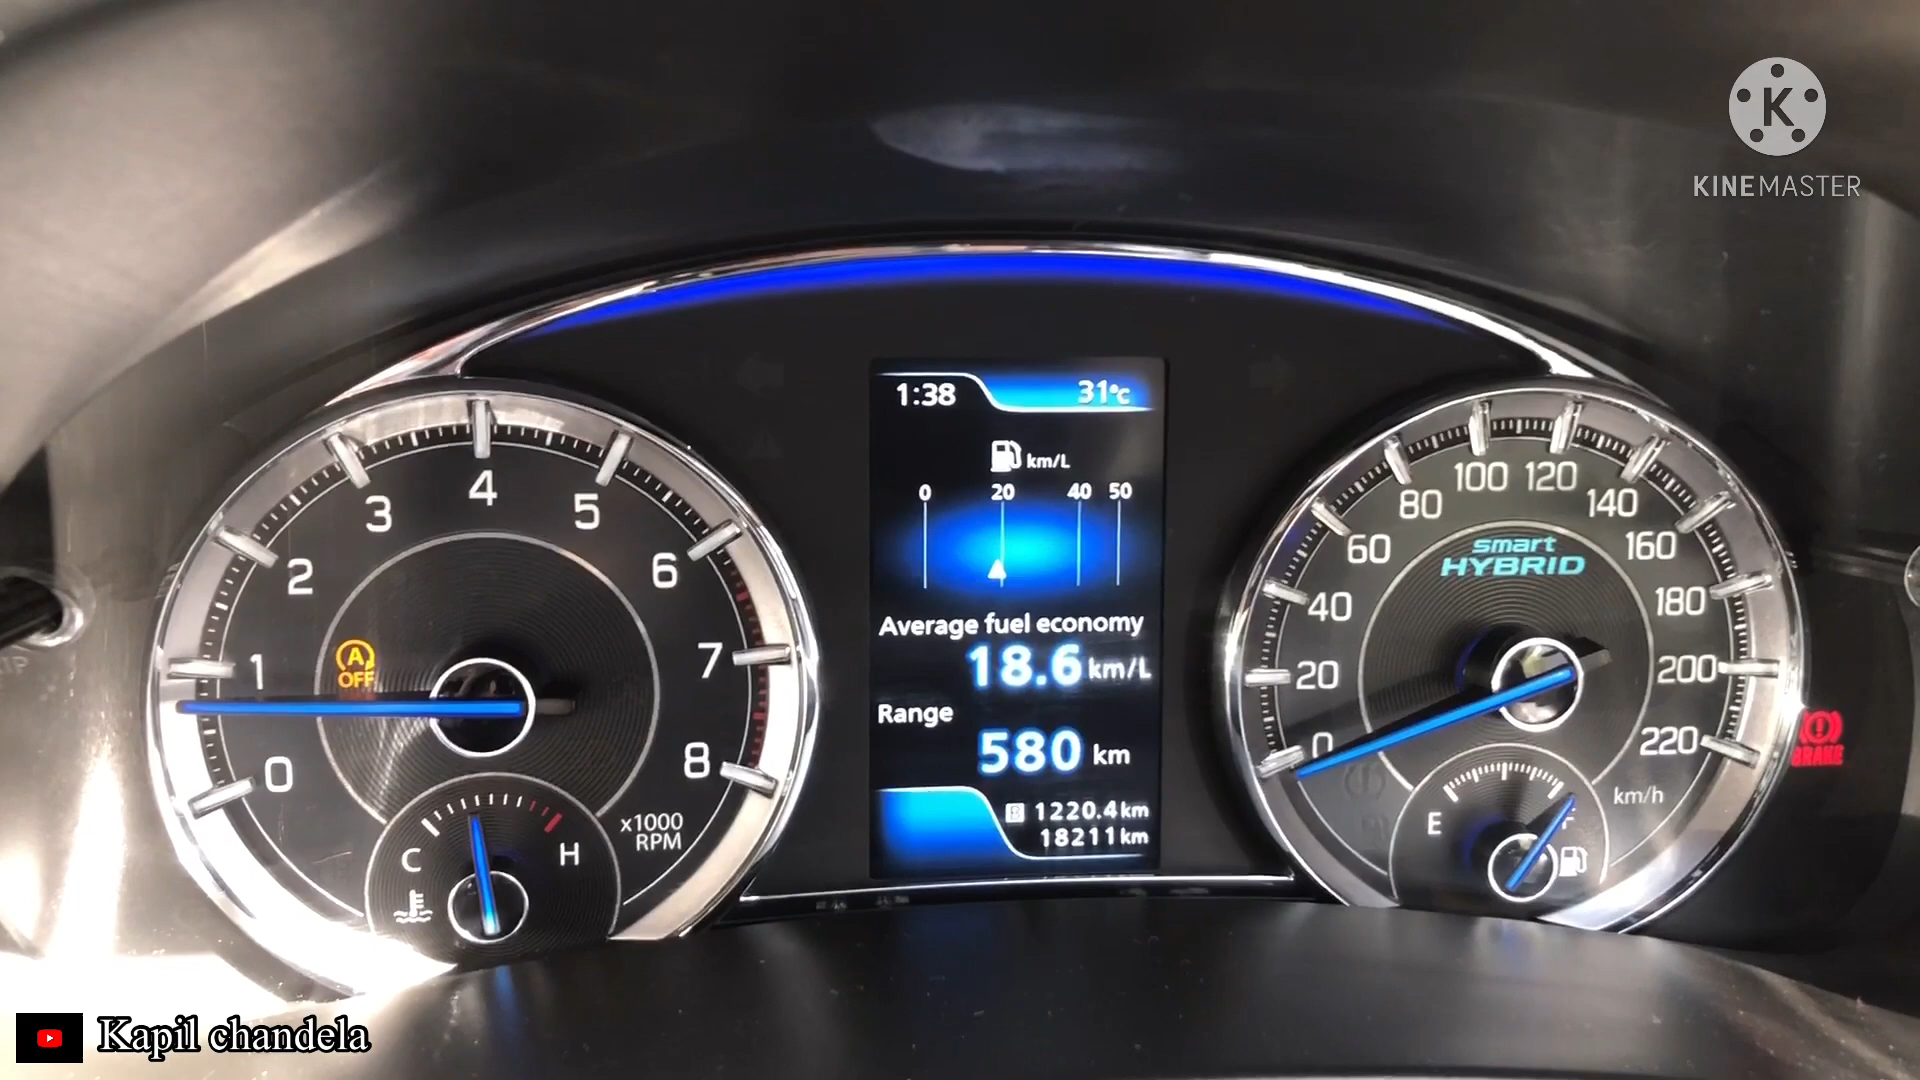 K
KINEMASTER
1:38 31°c
km/L
0 20 40 50
Average fuel economy
18.6 km/L
Range
580 km
B 1220.4 km
18211 km
0 1 2 3 4 5 6 7 8
A
OFF
x1000
RPM
C H
0 20 40 60 80 100 120 140 160 180 200 220
smart
HYBRID
km/h
E F
BRAKE
Kapil chandela